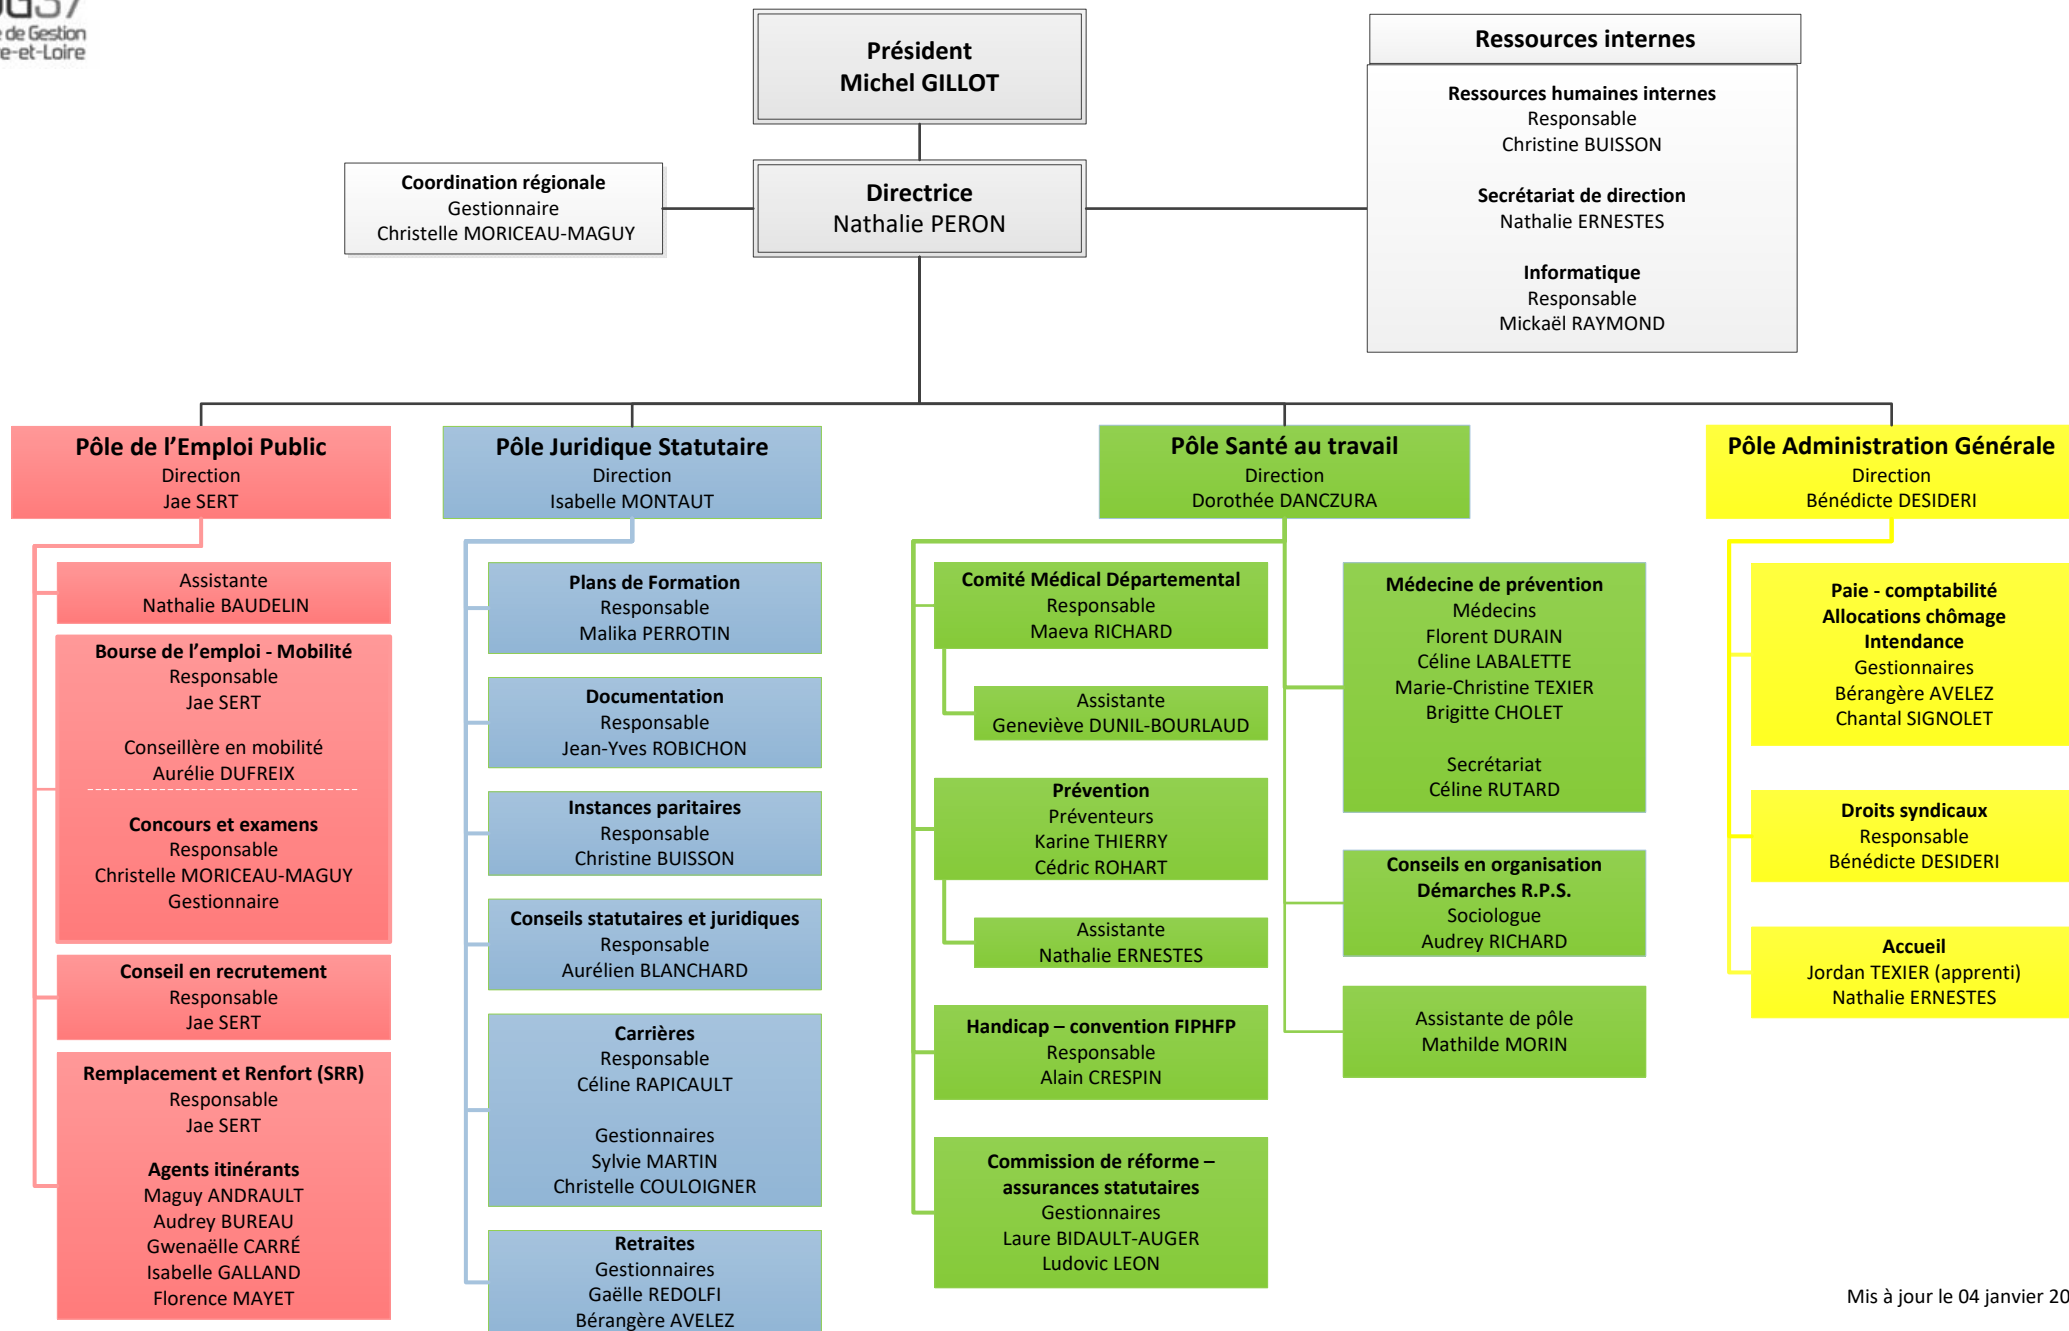 de Gestion
Président
Michel GILLOT
Ressources internes
Ressources humaines internes
Responsable
Christine BUISSON
Secrétariat de direction
Nathalie ERNESTES
Informatique
Responsable
Mickaël RAYMOND
Coordination régionale
Gestionnaire
Christelle MORICEAU-MAGUY
Directrice
Nathalie PERON
Pôle de l’Emploi Public
Direction
Jae SERT
Assistante
Nathalie BAUDELIN
Bourse de l’emploi - Mobilité
Responsable
Jae SERT
Conseillère en mobilité
Aurélie DUFREIX
Concours et examens
Responsable
Christelle MORICEAU-MAGUY
Gestionnaire
Conseil en recrutement
Responsable
Jae SERT
Remplacement et Renfort (SRR)
Responsable
Jae SERT
Agents itinérants
Maguy ANDRAULT
Audrey BUREAU
Gwenaëlle CARRÉ
Isabelle GALLAND
Florence MAYET
Pôle Juridique Statutaire
Direction
Isabelle MONTAUT
Plans de Formation
Responsable
Malika PERROTIN
Documentation
Responsable
Jean-Yves ROBICHON
Instances paritaires
Responsable
Christine BUISSON
Conseils statutaires et juridiques
Responsable
Aurélien BLANCHARD
Carrières
Responsable
Céline RAPICAULT
Gestionnaires
Sylvie MARTIN
Christelle COULOIGNER
Retraites
Gestionnaires
Gaëlle REDOLFI
Bérangère AVELEZ
Pôle Santé au travail
Direction
Dorothée DANCZURA
Comité Médical Départemental
Responsable
Maeva RICHARD
Assistante
Geneviève DUNIL-BOURLAUD
Prévention
Préventeurs
Karine THIERRY
Cédric ROHART
Assistante
Nathalie ERNESTES
Handicap – convention FIPHFP
Responsable
Alain CRESPIN
Commission de réforme –
assurances statutaires
Gestionnaires
Laure BIDAULT-AUGER
Ludovic LEON
Médecine de prévention
Médecins
Florent DURAIN
Céline LABALETTE
Marie-Christine TEXIER
Brigitte CHOLET
Secrétariat
Céline RUTARD
Conseils en organisation
Démarches R.P.S.
Sociologue
Audrey RICHARD
Assistante de pôle
Mathilde MORIN
Pôle Administration Générale
Direction
Bénédicte DESIDERI
Paie - comptabilité
Allocations chômage
Intendance
Gestionnaires
Bérangère AVELEZ
Chantal SIGNOLET
Droits syndicaux
Responsable
Bénédicte DESIDERI
Accueil
Jordan TEXIER (apprenti)
Nathalie ERNESTES
Mis à jour le 04 janvier 20